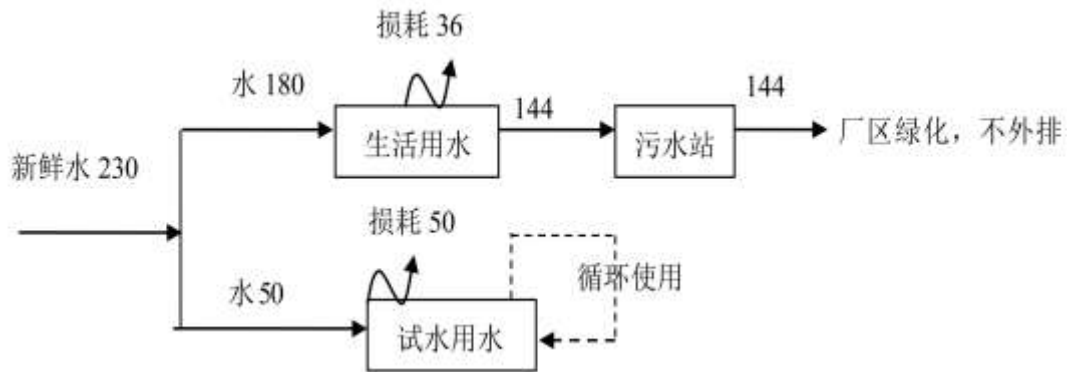 损耗 36
水 180
144
144
生活用水
污水站
厂区绿化，不外排
新鲜水 230
损耗 50
循环使用
水 50
试水用水